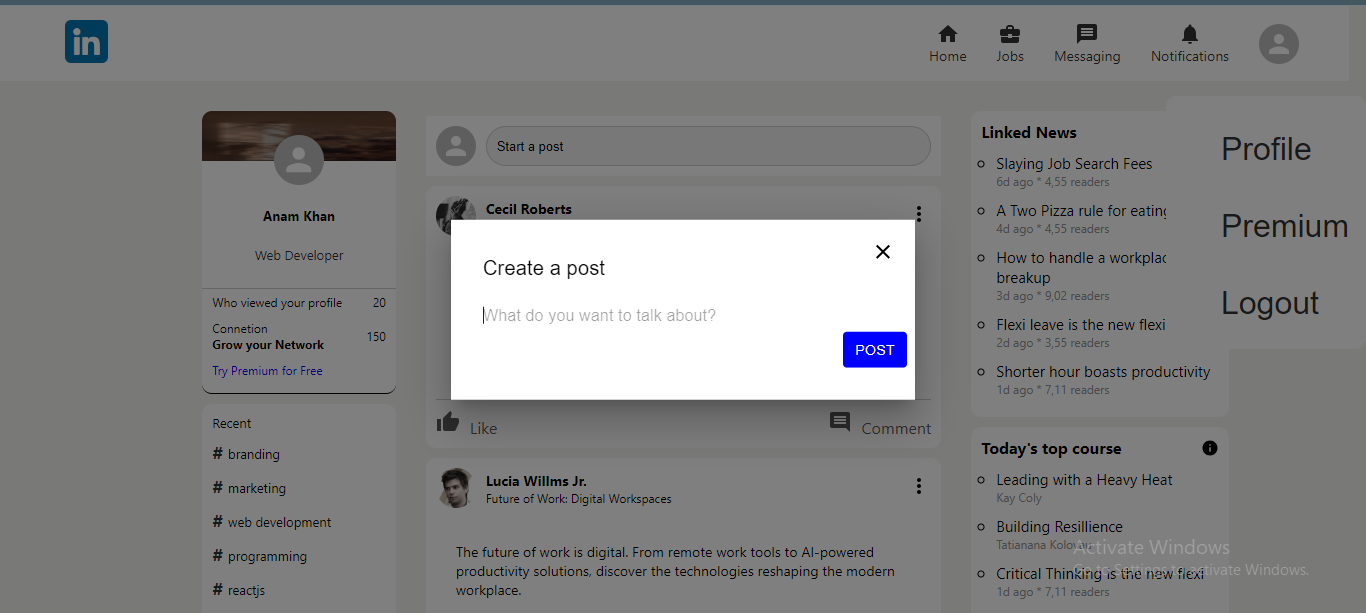 in
Home
Jobs
Messaging
Notifications
Anam Khan
Web Developer
Who viewed your profile 20
Connetion
Grow your Network 150
Try Premium for Free
Recent
# branding
# marketing
# web development
# programming
# reactjs
Start a post
Cecil Roberts
Create a post
What do you want to talk about?
POST
Like
Comment
Lucia Willms Jr.
Future of Work: Digital Workspaces
The future of work is digital. From remote work tools to AI-powered
productivity solutions, discover the technologies reshaping the modern
workplace.
Linked News
Slaying Job Search Fees
6d ago * 4,55 readers
A Two Pizza rule for eating
4d ago * 4,55 readers
How to handle a workplac
breakup
3d ago * 9,02 readers
Flexi leave is the new flexi
2d ago * 3,55 readers
Shorter hour boasts productivity
1d ago * 7,11 readers
Today's top course
Leading with a Heavy Heat
Kay Coly
Building Resillience
Tatianana
Critical Thinking is the new flexi
1d ago * 7,11 readers
Profile
Premium
Logout
Activate Windows
Go to Settings to activate Windows.